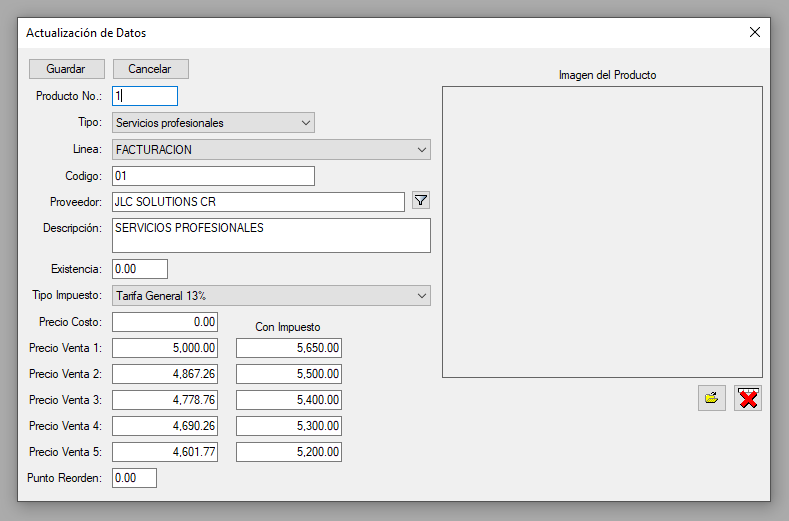 Actualización de Datos
Guardar Cancelar
Imagen del Producto
Producto No.: 1
Tipo: Servicios profesionales
Linea: FACTURACION
Codigo: 01
Proveedor: JLC SOLUTIONS CR
Descripción: SERVICIOS PROFESIONALES
Existencia: 0.00
Tipo Impuesto: Tarifa General 13%
Precio Costo: 0.00 Con Impuesto
Precio Venta 1: 5,000.00 5,650.00
Precio Venta 2: 4,867.26 5,500.00
Precio Venta 3: 4,778.76 5,400.00
Precio Venta 4: 4,690.26 5,300.00
Precio Venta 5: 4,601.77 5,200.00
Punto Reorden: 0.00